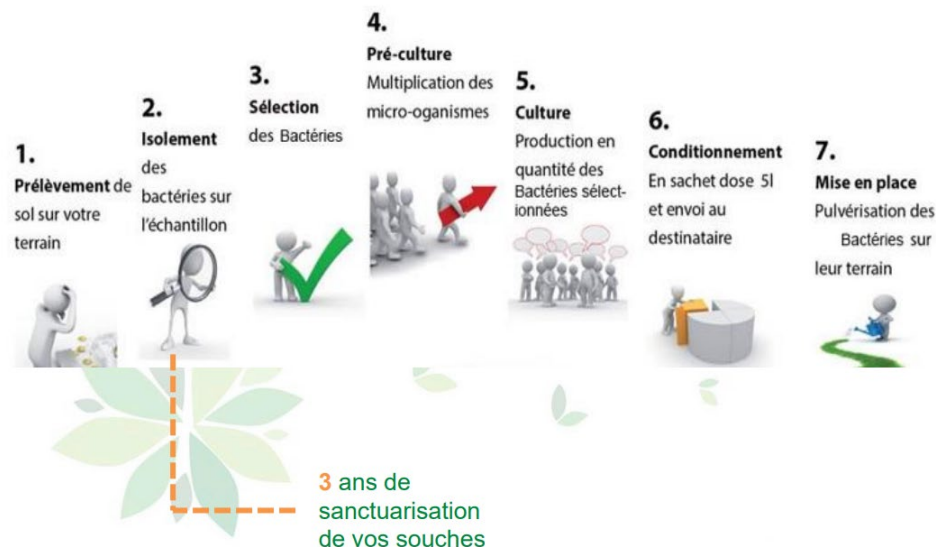 1.
Prélèvement de
sol sur votre
terrain
2.
Isolement
des
bactéries sur
l'échantillon
3.
Sélection
des Bactéries
4.
Pré-culture
Multiplication des
micro-oganismes
5.
Culture
Production en
quantité des
Bactéries sélect-
ionnées
6.
Conditionnement
En sachet dose 5l
et envoi au
destinataire
7.
Mise en place
Pulvérisation des
Bactéries sur
leur terrain
3 ans de
sanctuarisation
de vos souches